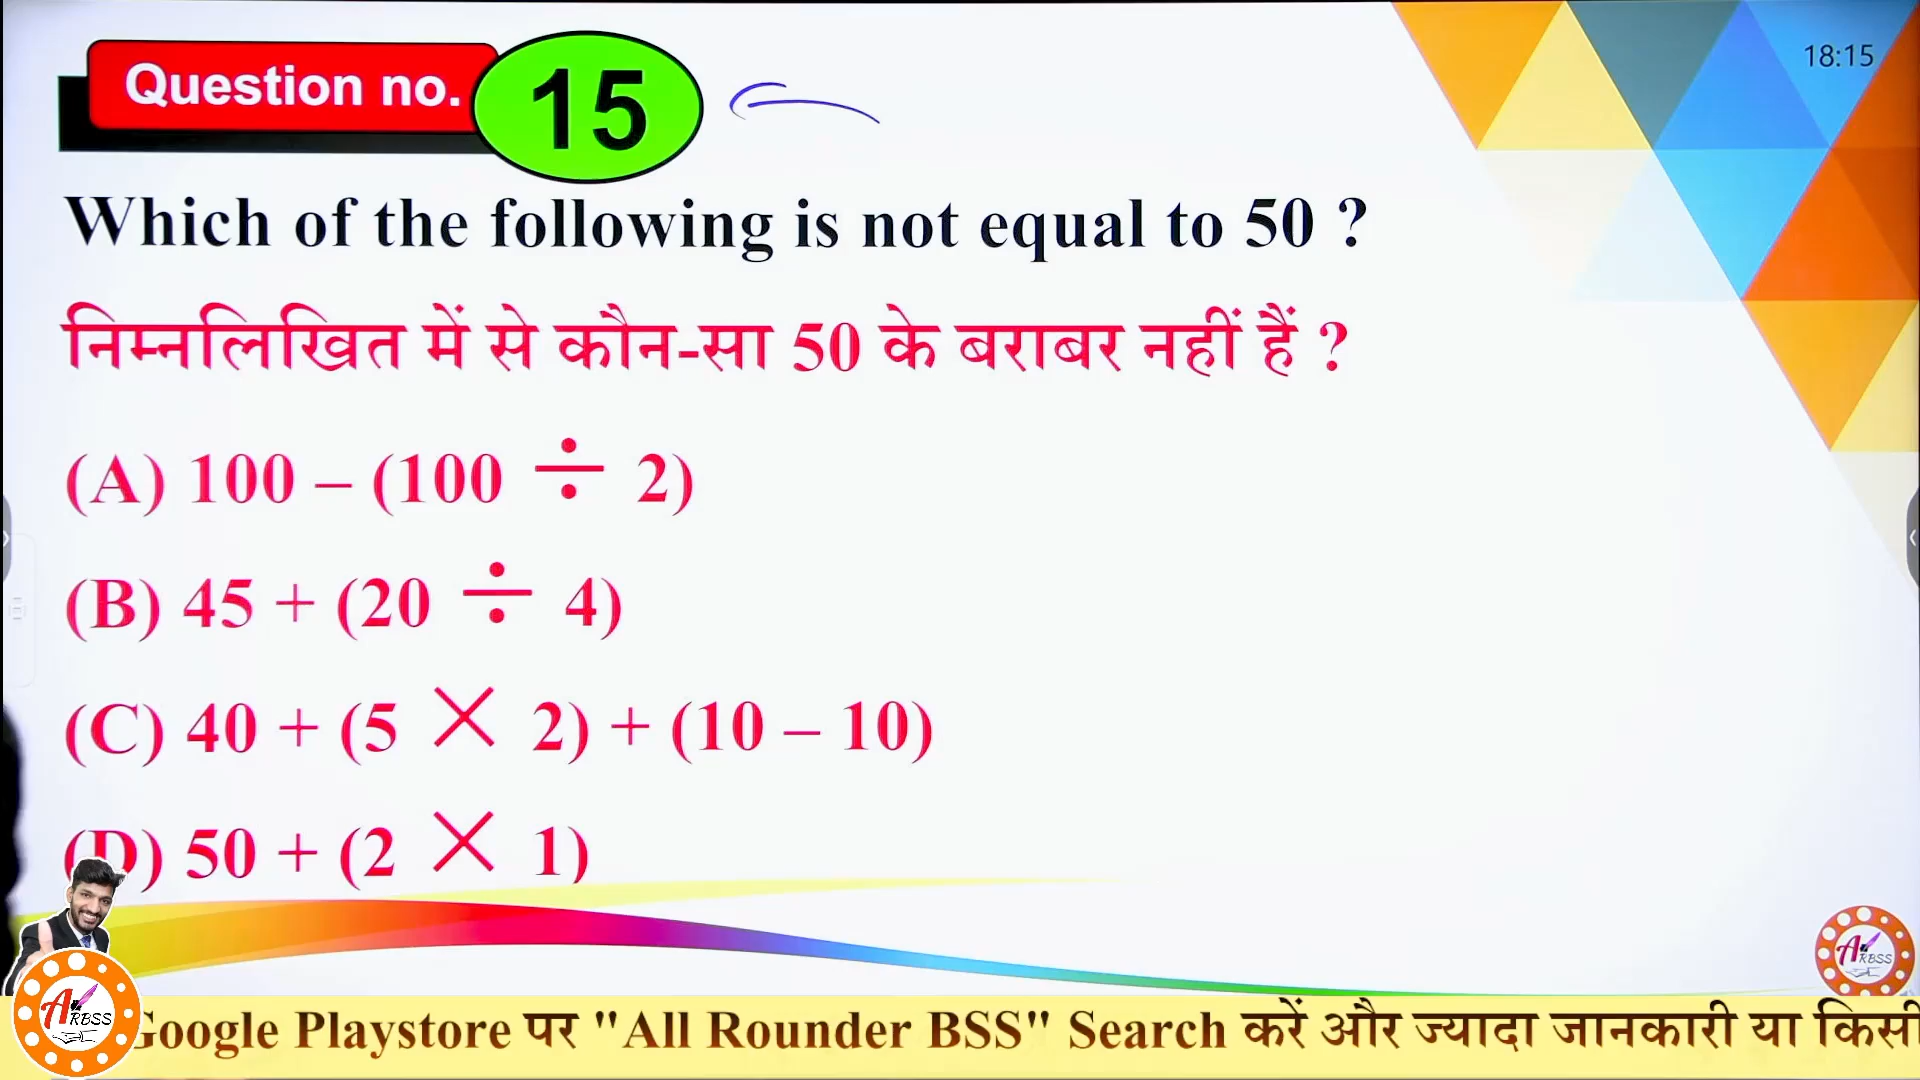 Question no. 15
18:15
Which of the following is not equal to 50 ?
निम्नलिखित में से कौन-सा 50 के बराबर नहीं हैं ?
(A) 100 – (100 ÷ 2)
(B) 45 + (20 ÷ 4)
(C) 40 + (5 × 2) + (10 – 10)
(D) 50 + (2 × 1)
ARBSS
ARBSS
Google Playstore पर "All Rounder BSS" Search करें और ज्यादा जानकारी या किसी